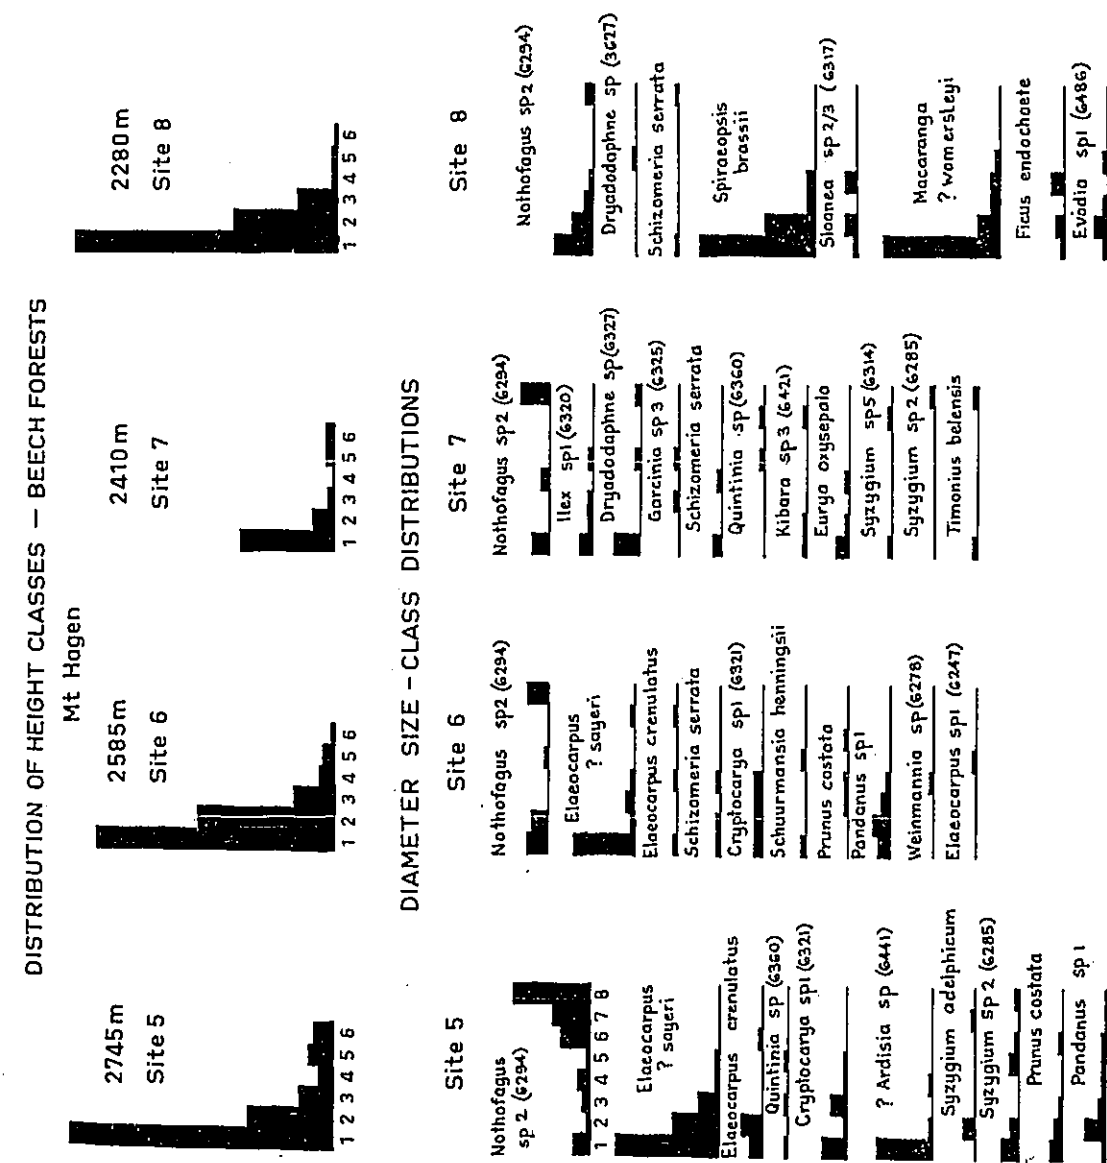 DISTRIBUTION OF HEIGHT CLASSES — BEECH FORESTS
Mt Hagen
2745m
Site 5
1 2 3 4 5 6
2585m
Site 6
1 2 3 4 5 6
2410m
Site 7
1 2 3 4 5 6
2280m
Site 8
1 2 3 4 5 6
DIAMETER SIZE – CLASS DISTRIBUTIONS
Site 5
Nothofagus
sp 2 (6294)
1 2 3 4 5 6 7 8
Elaeocarpus
? sayeri
Elaeocarpus crenulatus
Quintinia sp (6360)
Cryptocarya sp1 (6321)
? Ardisia sp (6441)
Syzygium adelphicum
Syzygium sp 2 (6285)
Prunus costata
Pandanus sp 1
Site 6
Nothofagus sp2 (6294)
Elaeocarpus
? sayeri
Elaeocarpus crenulatus
Schizomeria serrata
Cryptocarya sp1 (6321)
Schuurmansia henningsii
Prunus costata
Pandanus sp1
Weinmannia sp (6278)
Elaeocarpus sp1 (6247)
Site 7
Nothofagus sp2 (6294)
Ilex sp1 (6320)
Dryadodaphne sp (6327)
Garcinia sp 3 (6325)
Schizomeria serrata
Quintinia sp (6360)
Kibara sp 3 (6421)
Eurya oxysepala
Syzygium sp5 (6314)
Syzygium sp 2 (6285)
Timonius belensis
Site 8
Nothofagus sp2 (6294)
Dryadodaphne sp (3627)
Schizomeria serrata
Spiraeopsis
brassii
Sloanea sp 2/3 (6317)
Macaranga
? womersleyi
Ficus endochaete
Evodia sp1 (6486)